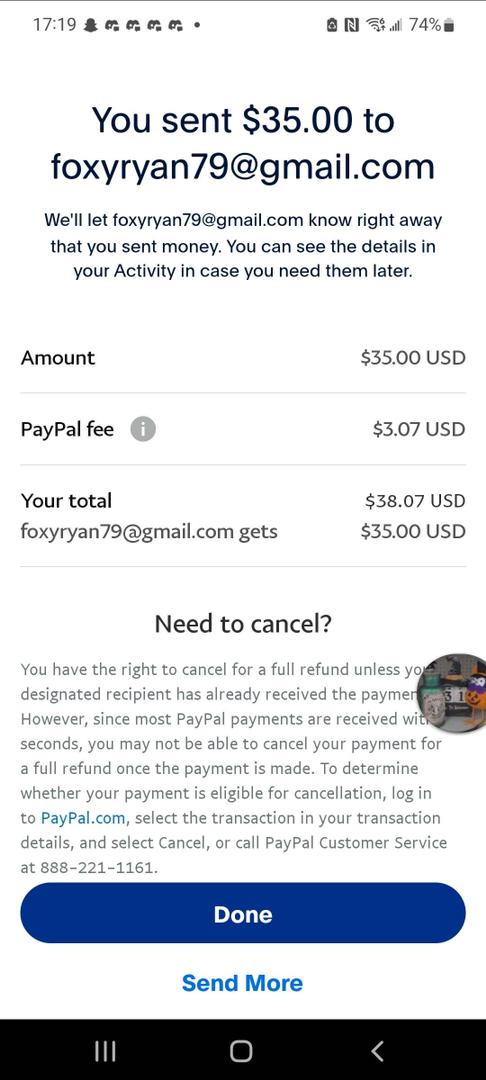 17:19 74%
You sent $35.00 to
foxyryan79@gmail.com
We'll let foxyryan79@gmail.com know right away
that you sent money. You can see the details in
your Activity in case you need them later.
Amount $35.00 USD
PayPal fee i $3.07 USD
Your total $38.07 USD
foxyryan79@gmail.com gets $35.00 USD
Need to cancel?
You have the right to cancel for a full refund unless
designated recipient has already received the
However, since most PayPal payments are received
seconds, you may not be able to cancel your payment for
a full refund once the payment is made. To determine
whether your payment is eligible for cancellation, log in
to PayPal.com, select the transaction in your transaction
details, and select Cancel, or call PayPal Customer Service
at 888-221-1161.
Done
Send More